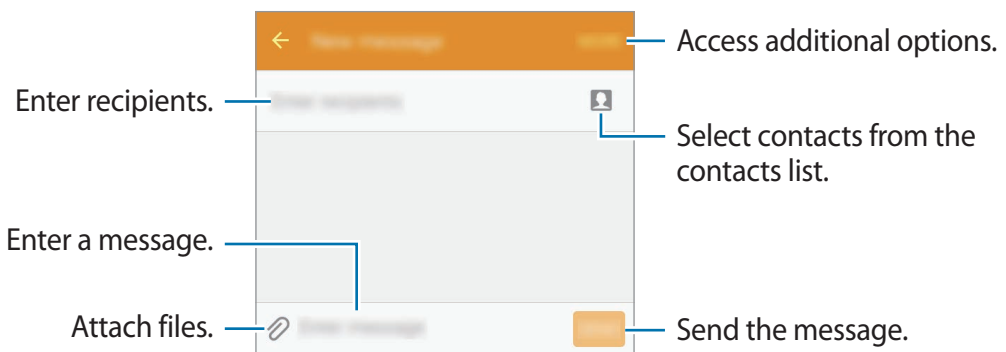 Access additional options.
Enter recipients.
Select contacts from the
contacts list.
Enter a message.
Attach files.
Send the message.